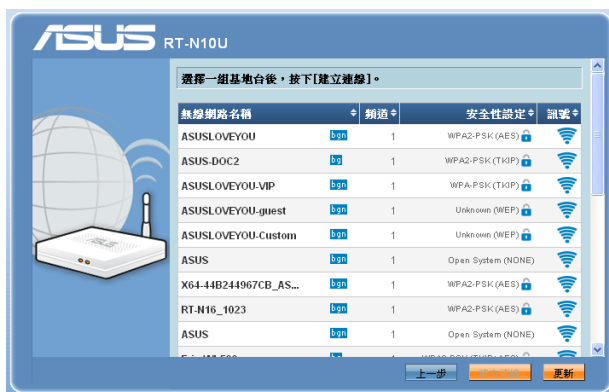 ASUS RT-N10U
選擇一組基地台後，按下[建立連線]。
無線網路名稱 頻道 安全性設定 訊號
ASUSLOVEYOU bgn 1 WPA2-PSK (AES)
ASUS-DOC2 bg 1 WPA2-PSK (TKIP)
ASUSLOVEYOU-VIP bgn 1 WPA-PSK (TKIP)
ASUSLOVEYOU-guest bgn 1 Unknown (WEP)
ASUSLOVEYOU-Custom bgn 1 Unknown (WEP)
ASUS bgn 1 Open System (NONE)
X64-44B244967CB_AS... bgn 1 WPA2-PSK (AES)
RT-N16_1023 bgn 1 WPA2-PSK (AES)
ASUS bgn 1 Open System (NONE)
上一步 更新